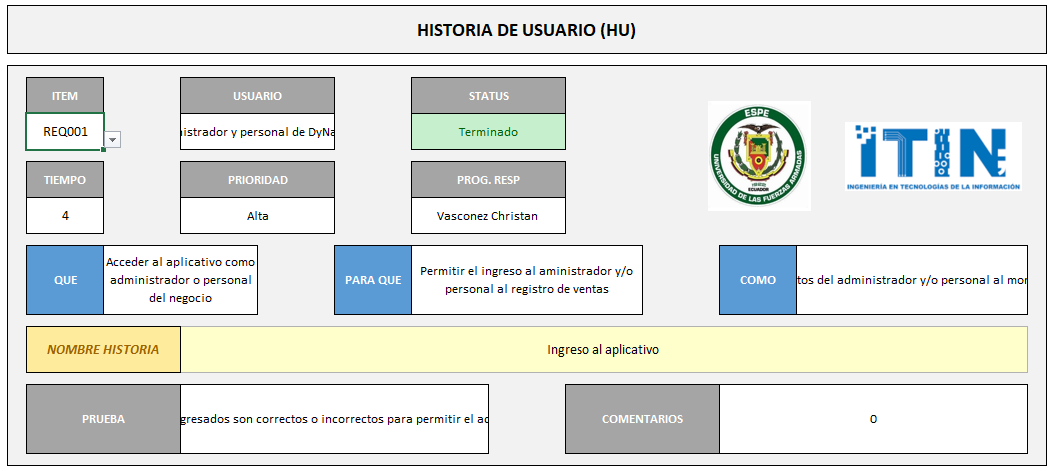 HISTORIA DE USUARIO (HU)
ITEM
USUARIO
STATUS
REQ001
istrador y personal de DyNa
Terminado
TIEMPO
PRIORIDAD
PROG. RESP
4
Alta
Vasconez Christan
ESPE
UNIVERSIDAD DE LAS FUERZAS ARMADAS
ECUADOR
ITIN
INGENIERÍA EN TECNOLOGÍAS DE LA INFORMACIÓN
QUE
Acceder al aplicativo como
administrador o personal
del negocio
PARA QUE
Permitir el ingreso al aministrador y/o
personal al registro de ventas
COMO
tos del administrador y/o personal al mor
NOMBRE HISTORIA
Ingreso al aplicativo
PRUEBA
gresados son correctos o incorrectos para permitir el ac
COMENTARIOS
0